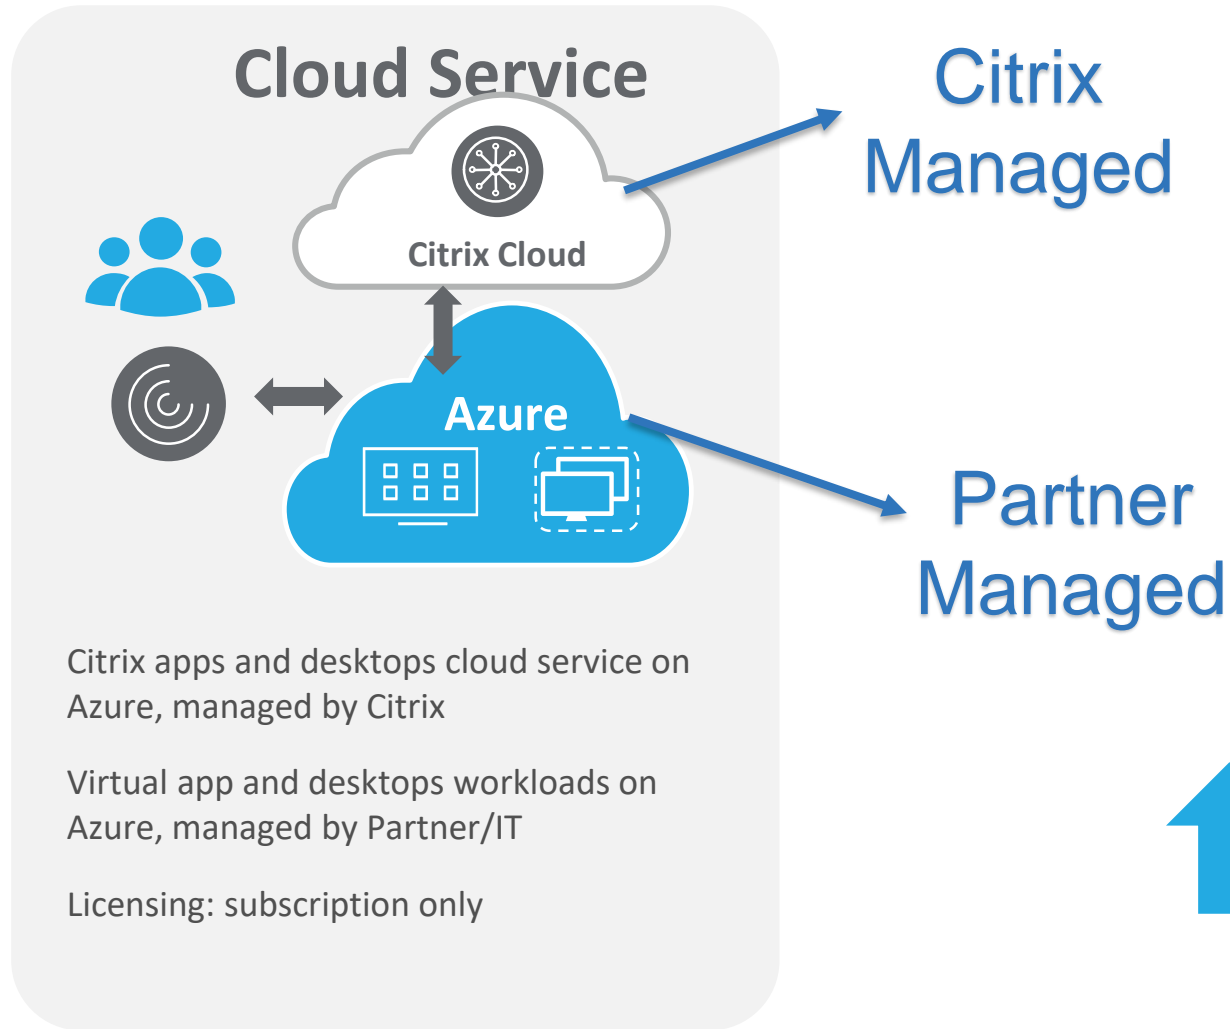 Cloud Service
Citrix
Managed
Citrix Cloud
Azure
Partner
Managed
Citrix apps and desktops cloud service on
Azure, managed by Citrix
Virtual app and desktops workloads on
Azure, managed by Partner/IT
Licensing: subscription only